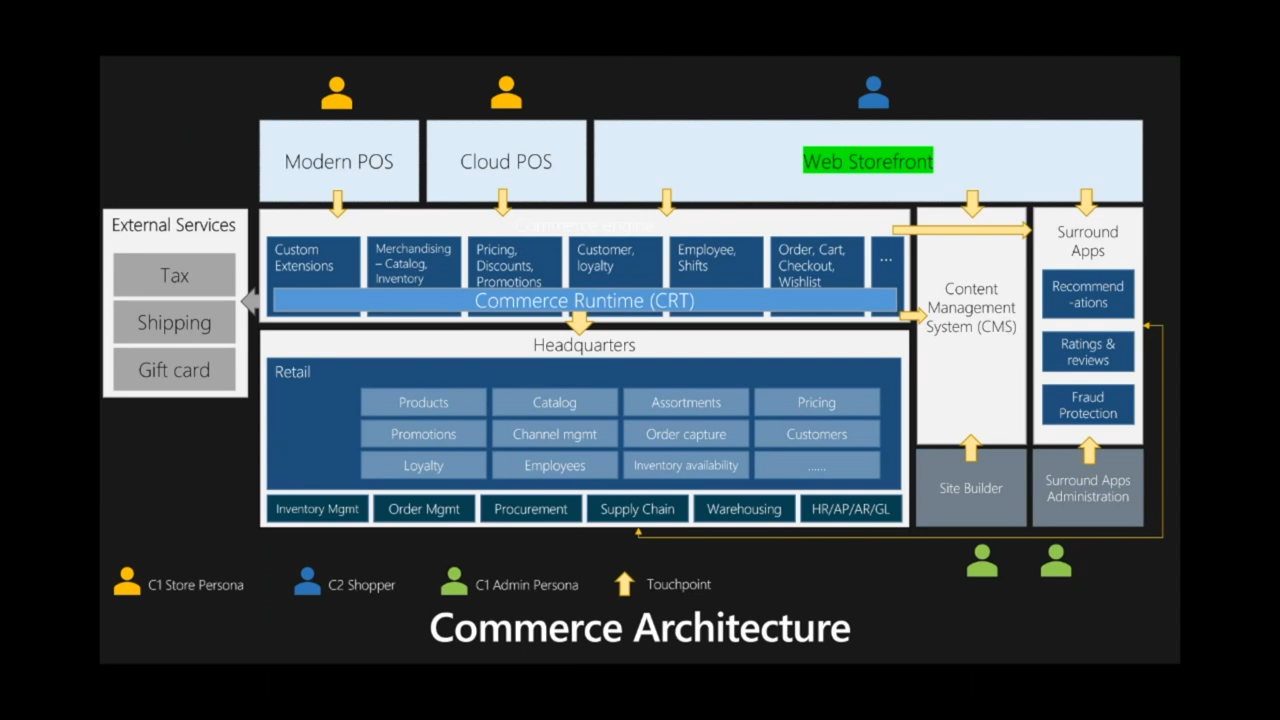 Modern POS
Cloud POS
Web Storefront
External Services
Tax
Shipping
Gift card
Custom
Extensions
Merchandising
– Catalog,
Inventory
Pricing,
Discounts,
Promotions
Customer,
loyalty
Employee,
Shifts
Order, Cart,
Checkout,
Wishlist
...
Commerce Runtime (CRT)
Content
Management
System (CMS)
Surround
Apps
Recommend
-ations
Ratings &
reviews
Fraud
Protection
Headquarters
Retail
Products
Catalog
Assortments
Pricing
Promotions
Channel mgmt
Order capture
Customers
Loyalty
Employees
Inventory availability
......
Inventory Mgmt
Order Mgmt
Procurement
Supply Chain
Warehousing
HR/AP/AR/GL
Site Builder
Surround Apps
Administration
C1 Store Persona
C2 Shopper
C1 Admin Persona
Touchpoint
Commerce Architecture